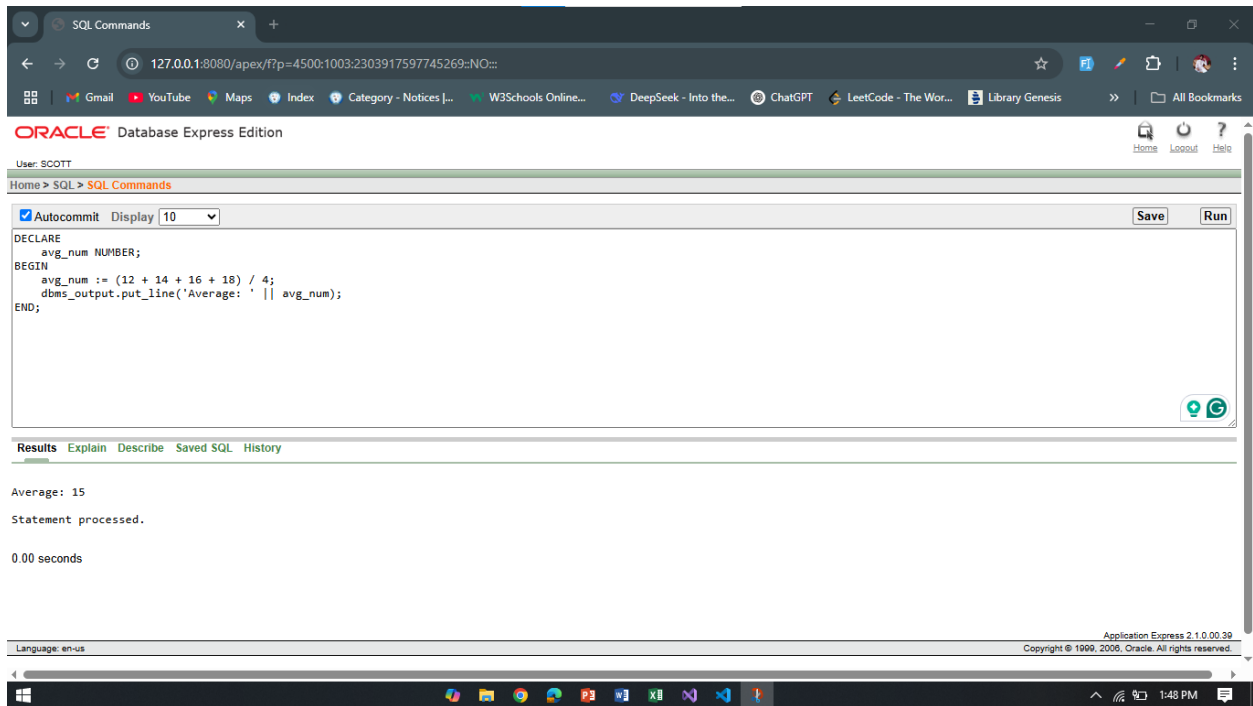 SQL Commands
127.0.0.1:8080/apex/f?p=4500:1003:2303917597745269::NO:::
Gmail YouTube Maps Index Category - Notices |... W3Schools Online... DeepSeek - Into the... ChatGPT LeetCode - The Wor... Library Genesis » All Bookmarks
ORACLE Database Express Edition
Home Logout Help
User: SCOTT
Home > SQL > SQL Commands
Autocommit Display 10 Save Run
DECLARE
    avg_num NUMBER;
BEGIN
    avg_num := (12 + 14 + 16 + 18) / 4;
    dbms_output.put_line('Average: ' || avg_num);
END;
Results Explain Describe Saved SQL History
Average: 15
Statement processed.
0.00 seconds
Application Express 2.1.0.00.39
Language: en-us Copyright © 1999, 2006, Oracle. All rights reserved.
1:48 PM